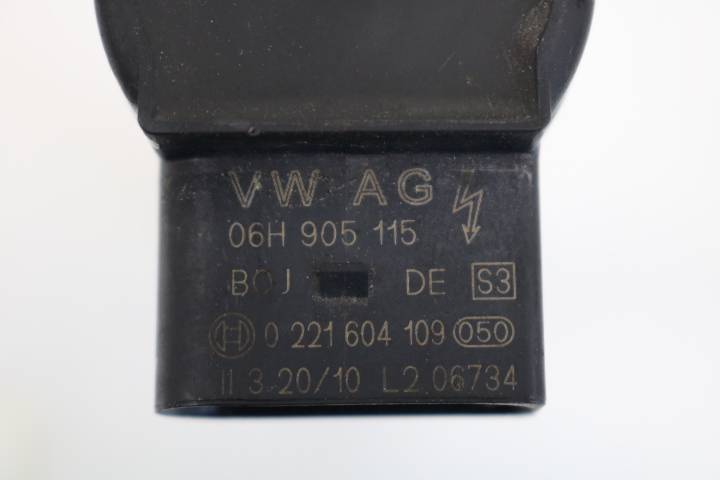 VW AG
06H 905 115
BOJ DE S3
0 221 604 109 050
II 3 20/10 L2 06734